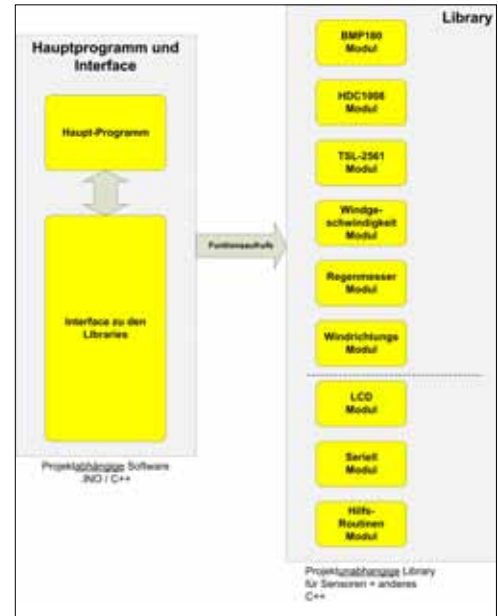 Hauptprogramm und
Interface
Haupt-Programm
Interface zu den
Libraries
Projektabhängige Software
.INO / C++
Funktionsaufrufe
Library
BMP180
Modul
HDC1008
Modul
TSL-2561
Modul
Windge-
schwindigkeit
Modul
Regenmesser
Modul
Windrichtungs
Modul
LCD
Modul
Seriell
Modul
Hilfs-
Routinen
Modul
Projektunabhängige Library
für Sensoren + anderes
C++